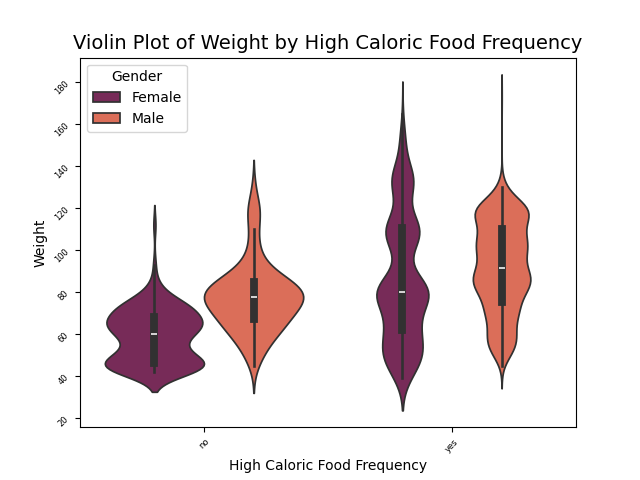 Violin Plot of Weight by High Caloric Food Frequency
Gender
Female
Male
180
160
140
120
100
80
60
40
20
Weight
no
yes
High Caloric Food Frequency